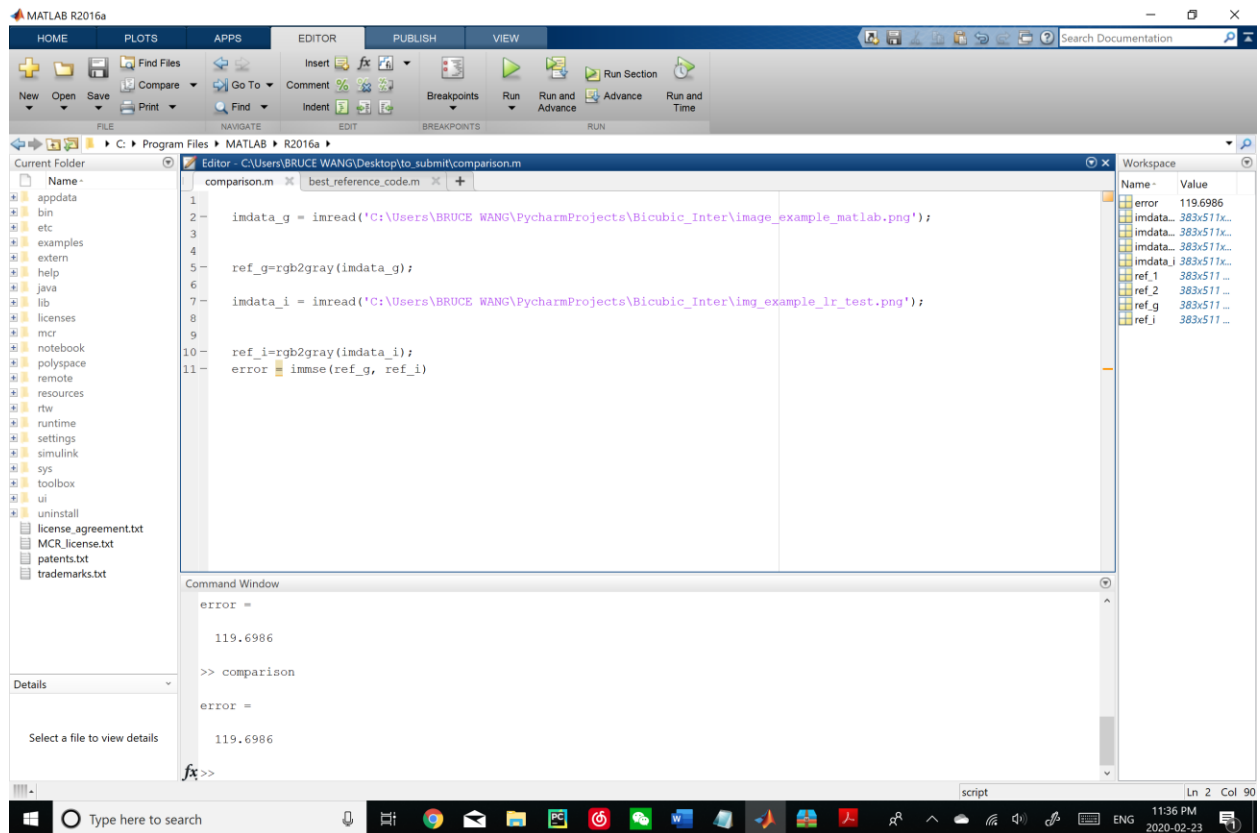 MATLAB R2016a
HOME PLOTS APPS EDITOR PUBLISH VIEW Search Documentation
New Open Save Find Files Compare Print
FILE
Go To Find
NAVIGATE
Insert fx Comment Indent
EDIT
Breakpoints
BREAKPOINTS
Run Run and Advance Run Section Advance Run and Time
RUN
C: Program Files MATLAB R2016a
Current Folder
Name
appdata
bin
etc
examples
extern
help
java
lib
licenses
mcr
notebook
polyspace
remote
resources
rtw
runtime
settings
simulink
sys
toolbox
ui
uninstall
license_agreement.txt
MCR_license.txt
patents.txt
trademarks.txt
Details
Select a file to view details
Editor - C:\Users\BRUCE WANG\Desktop\to_submit\comparison.m
comparison.m best_reference_code.m
1
2 imdata_g = imread('C:\Users\BRUCE WANG\PycharmProjects\Bicubic_Inter\image_example_matlab.png');
3
4
5 ref_g=rgb2gray(imdata_g);
6
7 imdata_i = imread('C:\Users\BRUCE WANG\PycharmProjects\Bicubic_Inter\img_example_lr_test.png');
8
9
10 ref_i=rgb2gray(imdata_i);
11 error = immse(ref_g, ref_i)
Command Window
error =
119.6986
>> comparison
error =
119.6986
fx >>
Workspace
Name Value
error 119.6986
imdata... 383x511x...
imdata... 383x511x...
imdata... 383x511x...
imdata_i 383x511x...
ref_1 383x511 ...
ref_2 383x511 ...
ref_g 383x511 ...
ref_i 383x511 ...
script Ln 2 Col 90
Type here to search
ENG
11:36 PM
2020-02-23